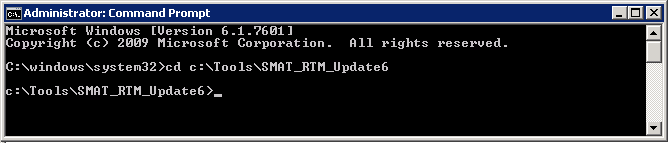 Administrator: Command Prompt
Microsoft Windows [Version 6.1.7601]
Copyright (c) 2009 Microsoft Corporation.  All rights reserved.
C:\windows\system32>cd c:\Tools\SMAT_RTM_Update6
c:\Tools\SMAT_RTM_Update6>_